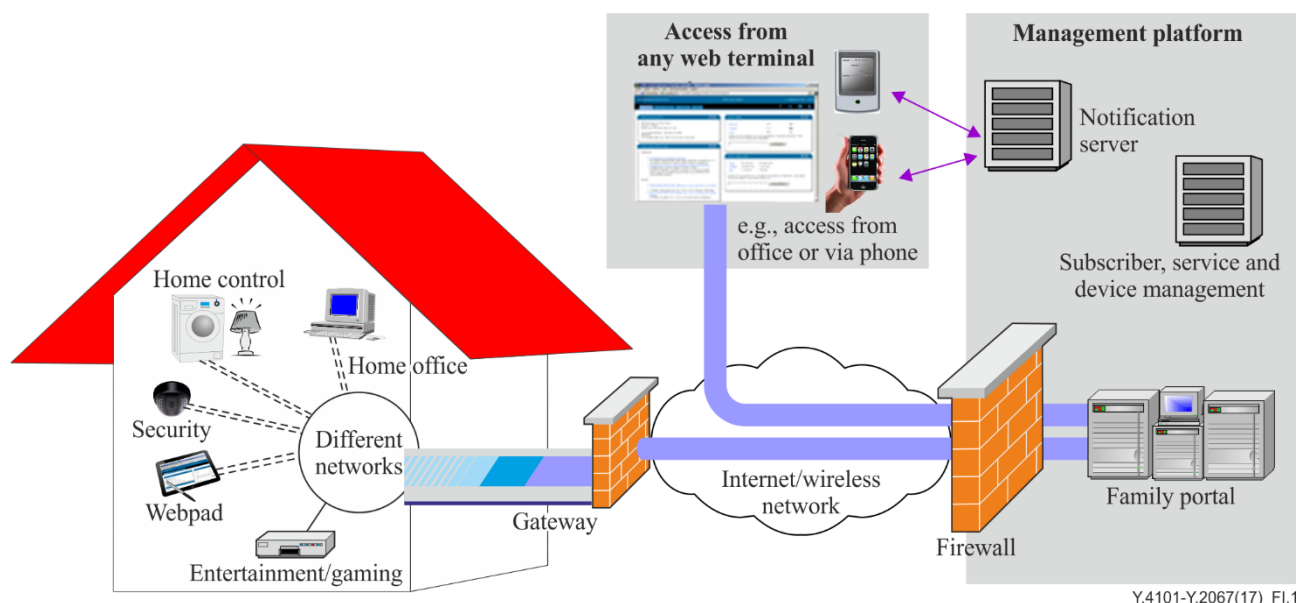 Access from
any web terminal
e.g., access from
office or via phone
Management platform
Notification
server
Subscriber, service and
device management
Home control
Home office
Security
Webpad
Different
networks
Entertainment/gaming
Gateway
Internet/wireless
network
Firewall
Family portal
Y.4101-Y.2067(17)_FI.1